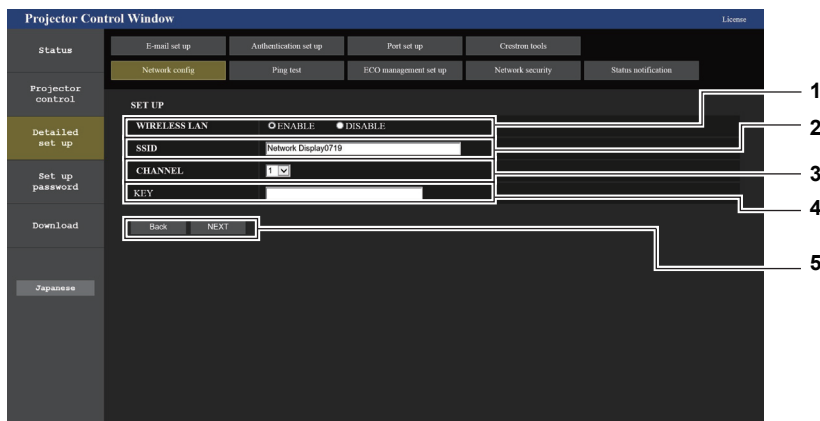 Projector Control Window
License
Status
E-mail set up
Authentication set up
Port set up
Crestron tools
Network config
Ping test
ECO management set up
Network security
Status notification
Projector
control
SET UP
1
WIRELESS LAN ENABLE DISABLE
2
Detailed
set up
SSID Network Display0719
CHANNEL 1
3
Set up
password
KEY
4
Download
Back NEXT
5
Japanese